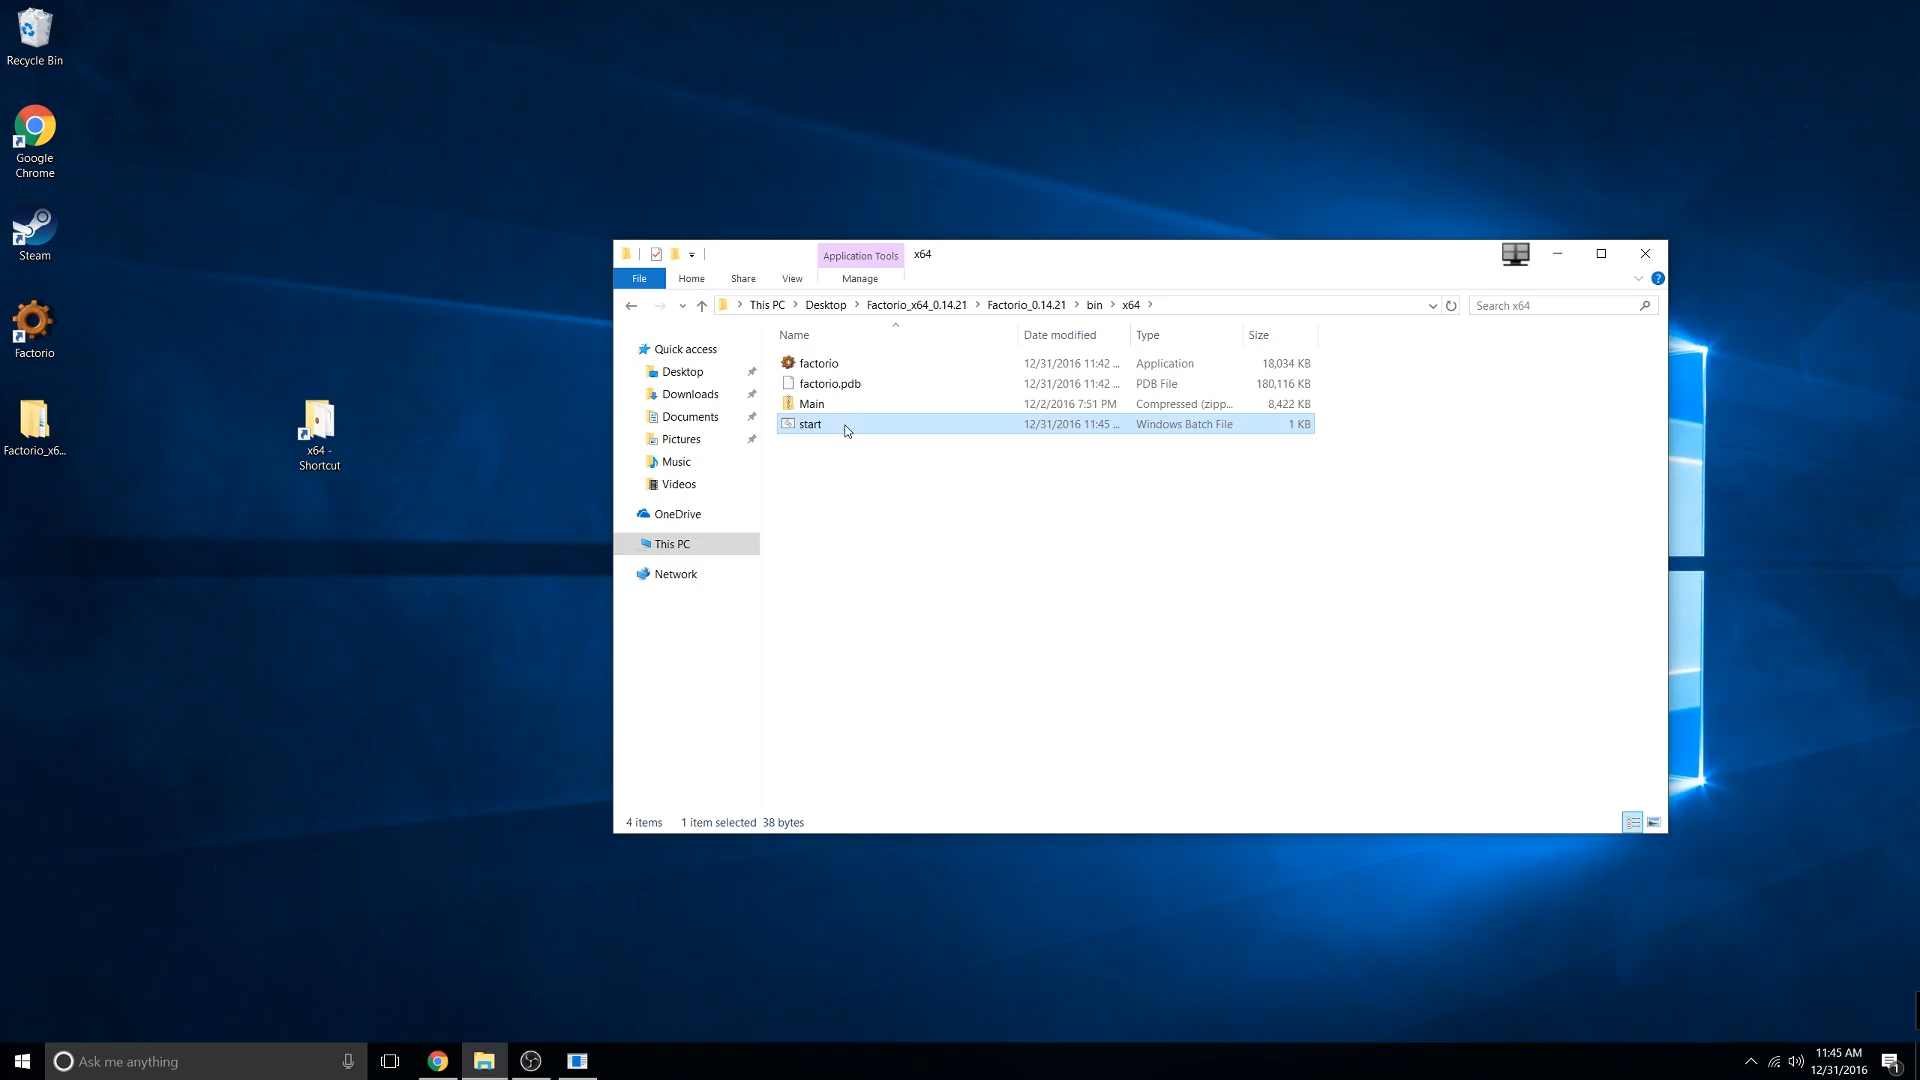 Recycle Bin
Google
Chrome
Steam
Factorio
Factorio_x6...
x64 -
Shortcut
Application Tools
x64
File
Home
Share
View
Manage
?
This PC
Desktop
Factorio_x64_0.14.21
Factorio_0.14.21
bin
x64
Search x64
Name
Date modified
Type
Size
Quick access
Desktop
Downloads
Documents
Pictures
Music
Videos
OneDrive
This PC
Network
factorio 12/31/2016 11:42 ... Application 18,034 KB
factorio.pdb 12/31/2016 11:42 ... PDB File 180,116 KB
Main 12/2/2016 7:51 PM Compressed (zipp... 8,422 KB
start 12/31/2016 11:45 ... Windows Batch File 1 KB
4 items 1 item selected 38 bytes
Ask me anything
11:45 AM
12/31/2016
1